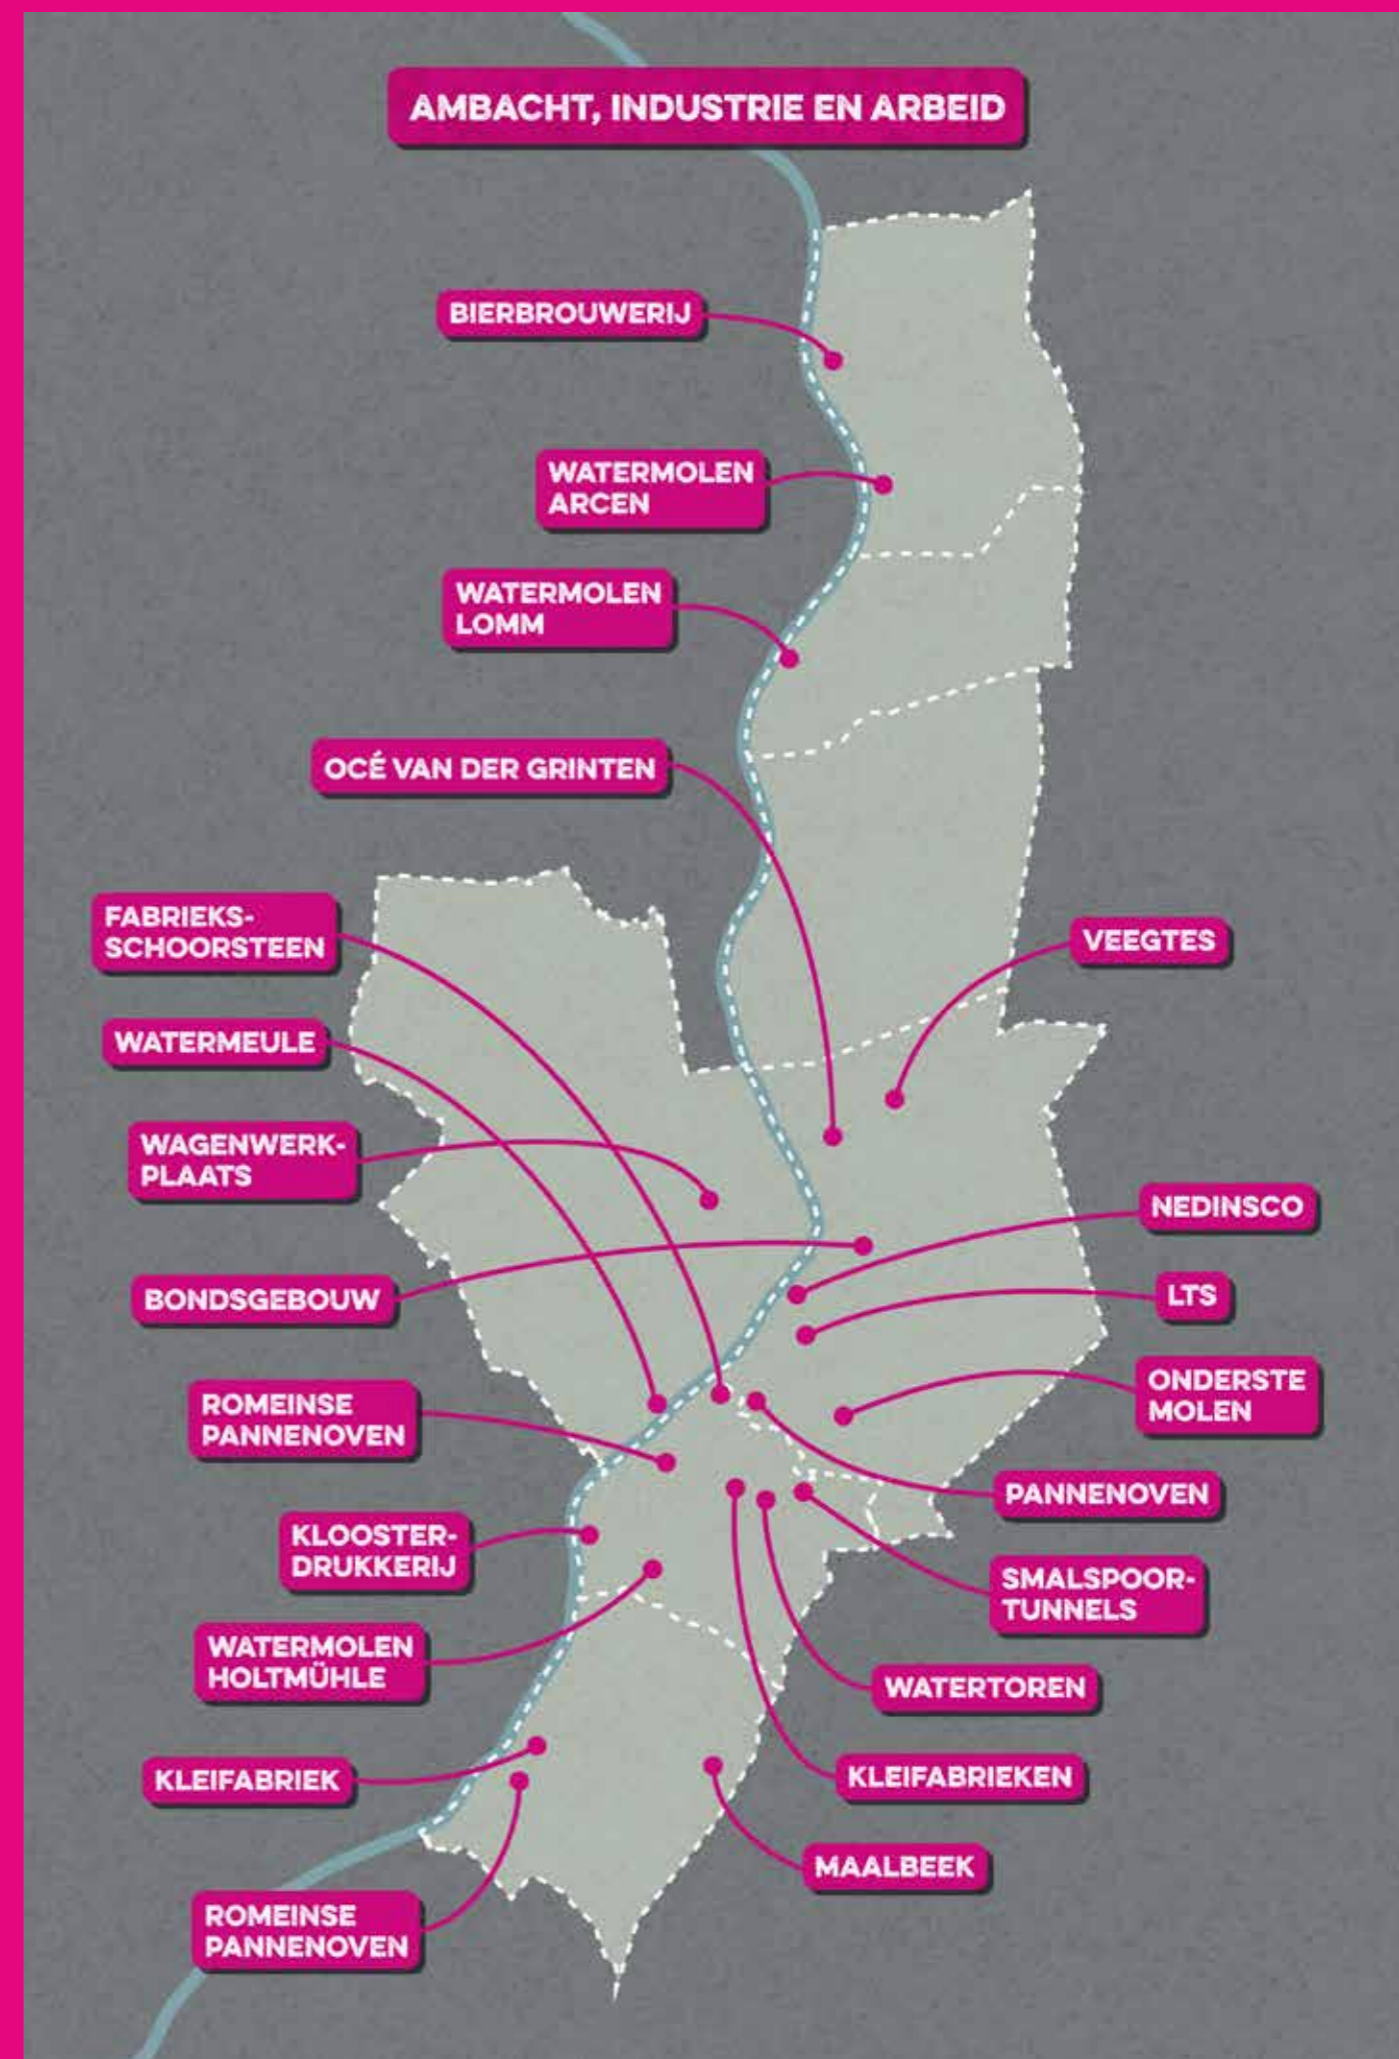 AMBACHT, INDUSTRIE EN ARBEID
BIERBROUWERIJ
WATERMOLEN
ARCEN
WATERMOLEN
LOMM
OCÉ VAN DER GRINTEN
FABRIEKS-
SCHOORSTEEN
VEEGTES
WATERMEULE
WAGENWERK-
PLAATS
NEDINSCO
BONDSGEBOUW
LTS
ROMEINSE
PANNENOVEN
ONDERSTE
MOLEN
PANNENOVEN
KLOOSTER-
DRUKKERIJ
SMALSPOOR-
TUNNELS
WATERMOLEN
HOLTMÜHLE
WATERTOREN
KLEIFABRIEK
KLEIFABRIEKEN
MAALBEEK
ROMEINSE
PANNENOVEN